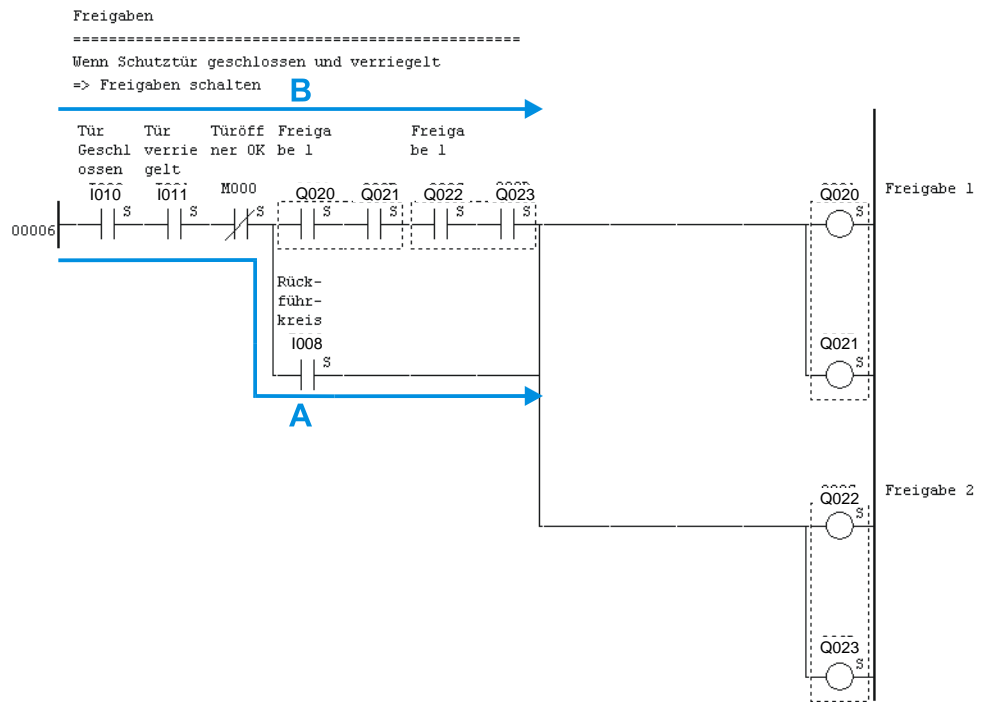 Freigaben
==================================================
Wenn Schutztür geschlossen und verriegelt
=> Freigaben schalten
B
Tür Geschl ossen
Tür verrie gelt
Türöff ner OK
Freiga be 1
Freiga be 1
I010 S
I011 S
M000 S
Q020 S
Q021 S
Q022 S
Q023 S
Q020 S
Freigabe 1
00006
Rück-
führ-
kreis
I008 S
Q021 S
A
Freigabe 2
Q022 S
Q023 S